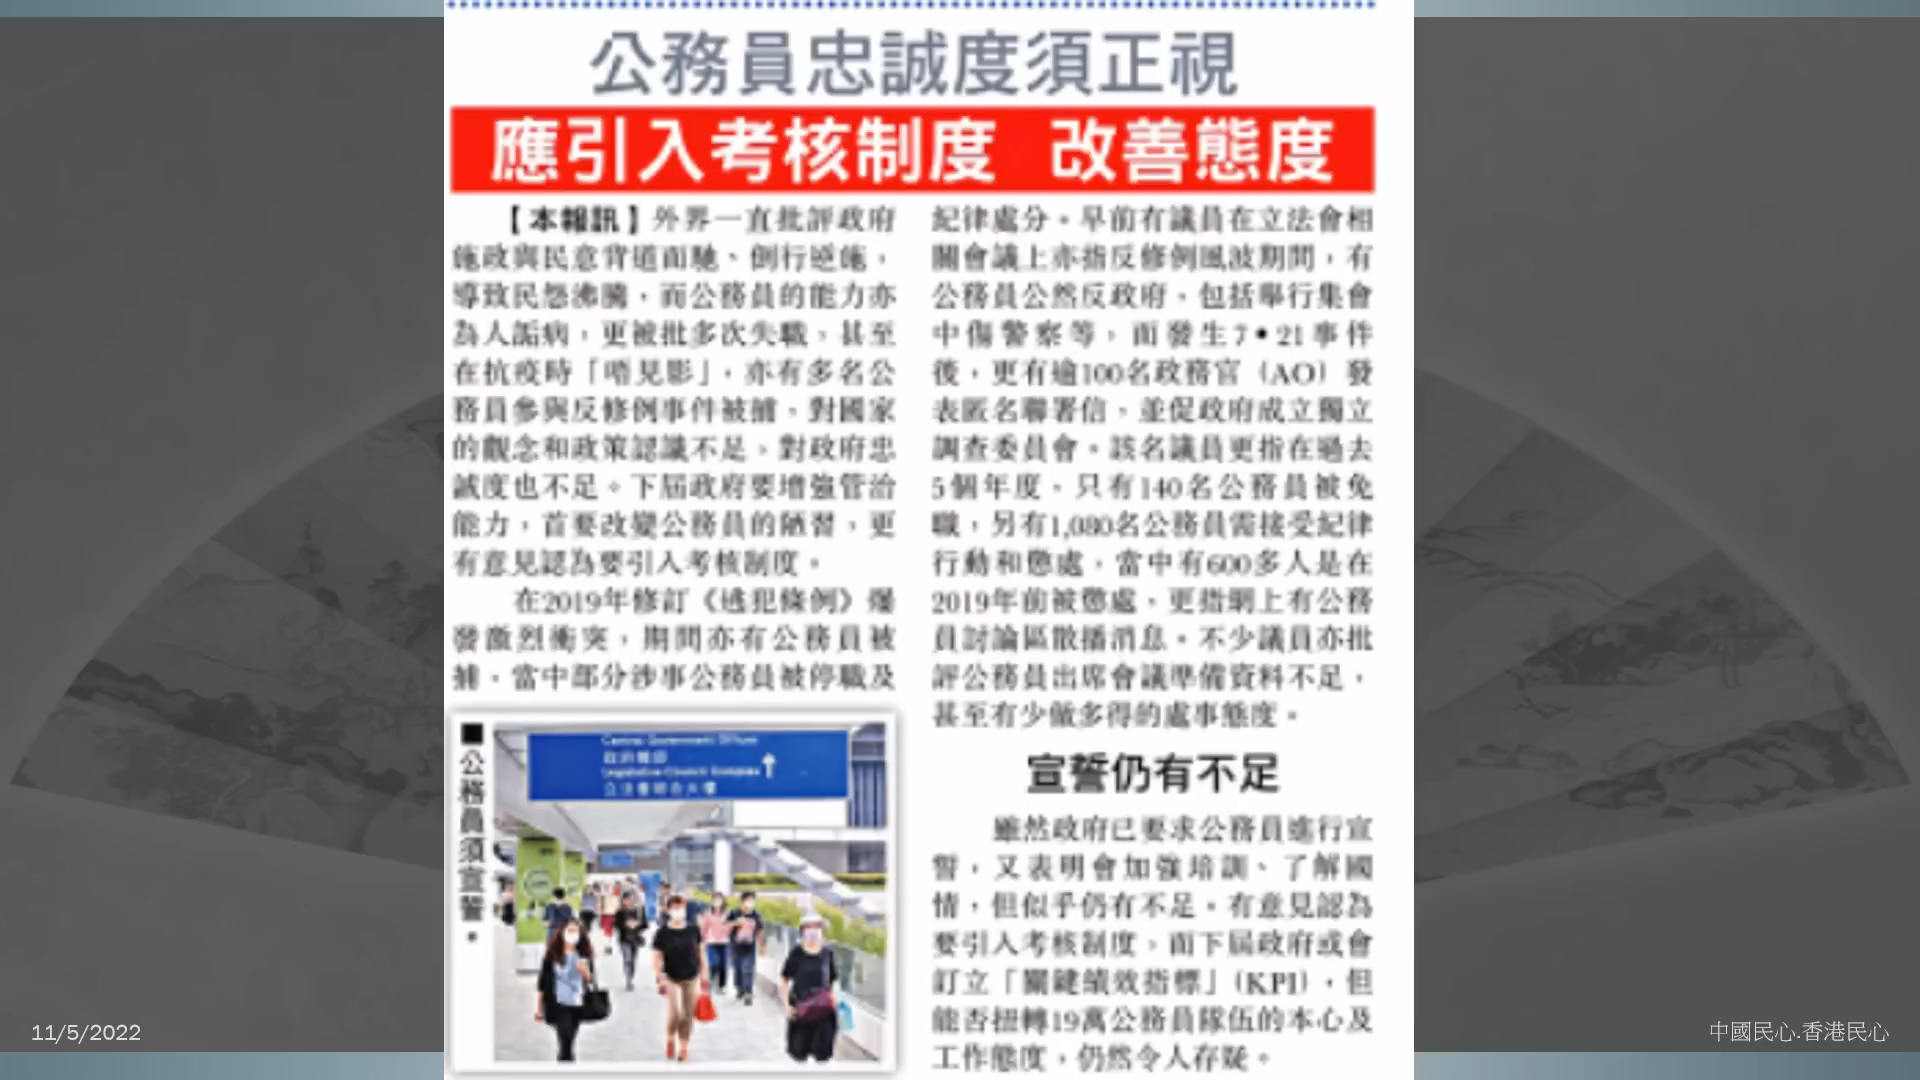 公務員忠誠度須正視
應引入考核制度 改善態度
【本報訊】外界一直批評政府
施政與民意背道而馳、倒行逆施，
導致民怨沸騰，而公務員的能力亦
為人詬病，更被批多次失職，甚至
在抗疫時「唔見影」，亦有多名公
務員參與反修例事件被捕，對國家
的觀念和政策認識不足，對政府忠
誠度也不足。下屆政府要增強管治
能力，首要改變公務員的陋習，更
有意見認為要引入考核制度。
在2019年修訂《逃犯條例》爆
發激烈衝突，期間亦有公務員被
捕，當中部分涉事公務員被停職及
紀律處分。早前有議員在立法會相
關會議上亦指反修例風波期間，有
公務員公然反政府，包括舉行集會
中傷警察等，而發生7•21事件
後，更有逾100名政務官（AO）發
表匿名聯署信，並促政府成立獨立
調查委員會。該名議員更指在過去
5個年度，只有140名公務員被免
職，另有1,080名公務員需接受紀律
行動和懲處，當中有600多人是在
2019年前被懲處，更指網上有公務
員討論區散播消息。不少議員亦批
評公務員出席會議準備資料不足，
甚至有少做多得的處事態度。
宣誓仍有不足
雖然政府已要求公務員進行宣
誓，又表明會加強培訓、了解國
情，但似乎仍有不足。有意見認為
要引入考核制度，而下屆政府或會
訂立「關鍵績效指標」（KPI），但
能否扭轉19萬公務員隊伍的本心及
工作態度，仍然令人存疑。
■公務員須宣誓。
Central Government Offices
政府總部
Legislative Council Complex
立法會綜合大樓
11/5/2022
中國民心.香港民心